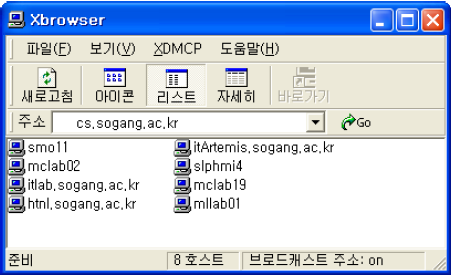 Xbrowser
파일(F) 보기(V) XDMCP 도움말(H)
새로고침 아이콘 리스트 자세히 바로가기
주소 cs.sogang.ac.kr Go
smo11 itArtemis.sogang.ac.kr
mclab02 slphmi4
itlab.sogang.ac.kr mclab19
htnl.sogang.ac.kr mllab01
준비 8 호스트 브로드캐스트 주소: on